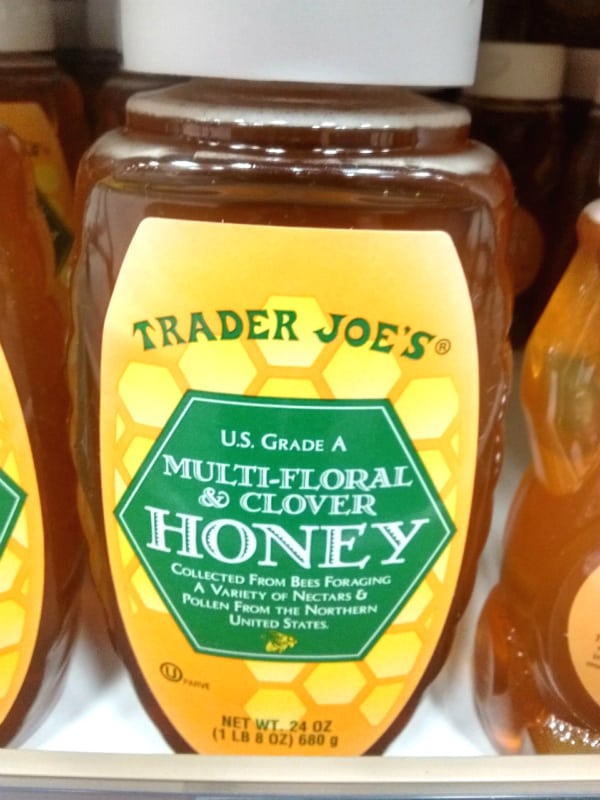 TRADER JOE'S®
U.S. GRADE A
MULTI-FLORAL
& CLOVER
HONEY
COLLECTED FROM BEES FORAGING
A VARIETY OF NECTARS &
POLLEN FROM THE NORTHERN
UNITED STATES.
U PARVE
NET WT. 24 OZ
(1 LB 8 OZ) 680 g